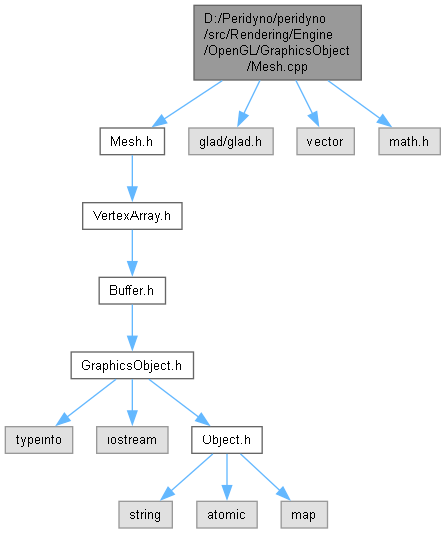 D:/Peridyno/peridyno
/src/Rendering/Engine
/OpenGL/GraphicsObject
/Mesh.cpp
Mesh.h
glad/glad.h
vector
math.h
VertexArray.h
Buffer.h
GraphicsObject.h
typeinfo
iostream
Object.h
string
atomic
map